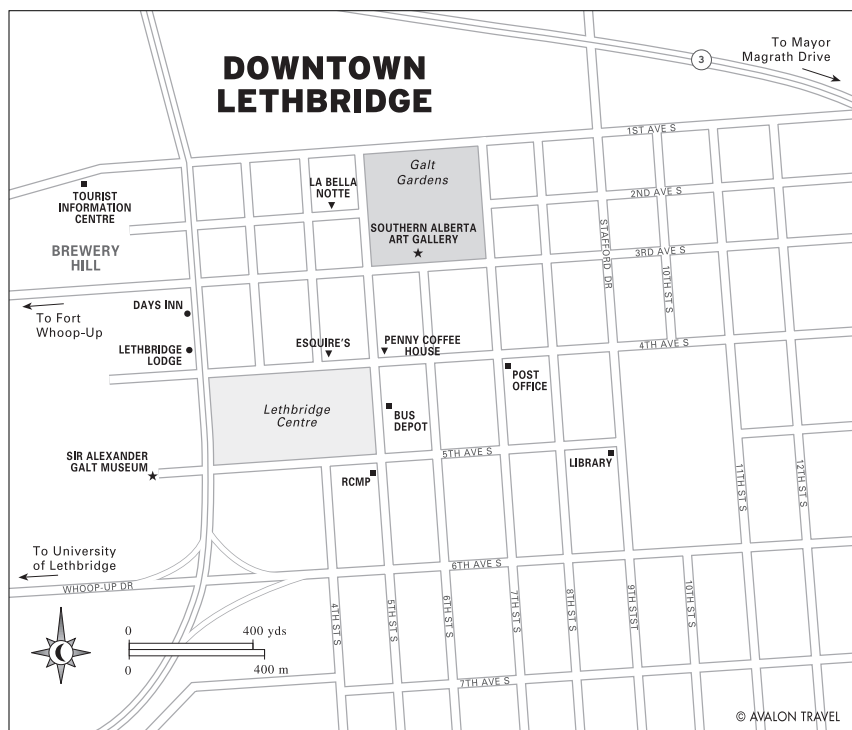 DOWNTOWN
LETHBRIDGE
To Mayor
Magrath Drive
3
1ST AVE S
Galt
Gardens
LA BELLA
NOTTE
TOURIST
INFORMATION
CENTRE
2ND AVE S
SOUTHERN ALBERTA
ART GALLERY
STAFFORD DR
BREWERY
HILL
3RD AVE S
10TH ST S
DAYS INN
To Fort
Whoop-Up
ESQUIRE'S
PENNY COFFEE
HOUSE
4TH AVE S
LETHBRIDGE
LODGE
POST
OFFICE
Lethbridge
Centre
BUS
DEPOT
5TH AVE S
SIR ALEXANDER
GALT MUSEUM
RCMP
LIBRARY
11TH ST S
12TH ST S
To University
of Lethbridge
6TH AVE S
WHOOP-UP DR
4TH ST S
5TH ST S
6TH ST S
7TH ST S
8TH ST S
9TH STST
10TH ST S
0
400 yds
0
400 m
7TH AVE S
© AVALON TRAVEL